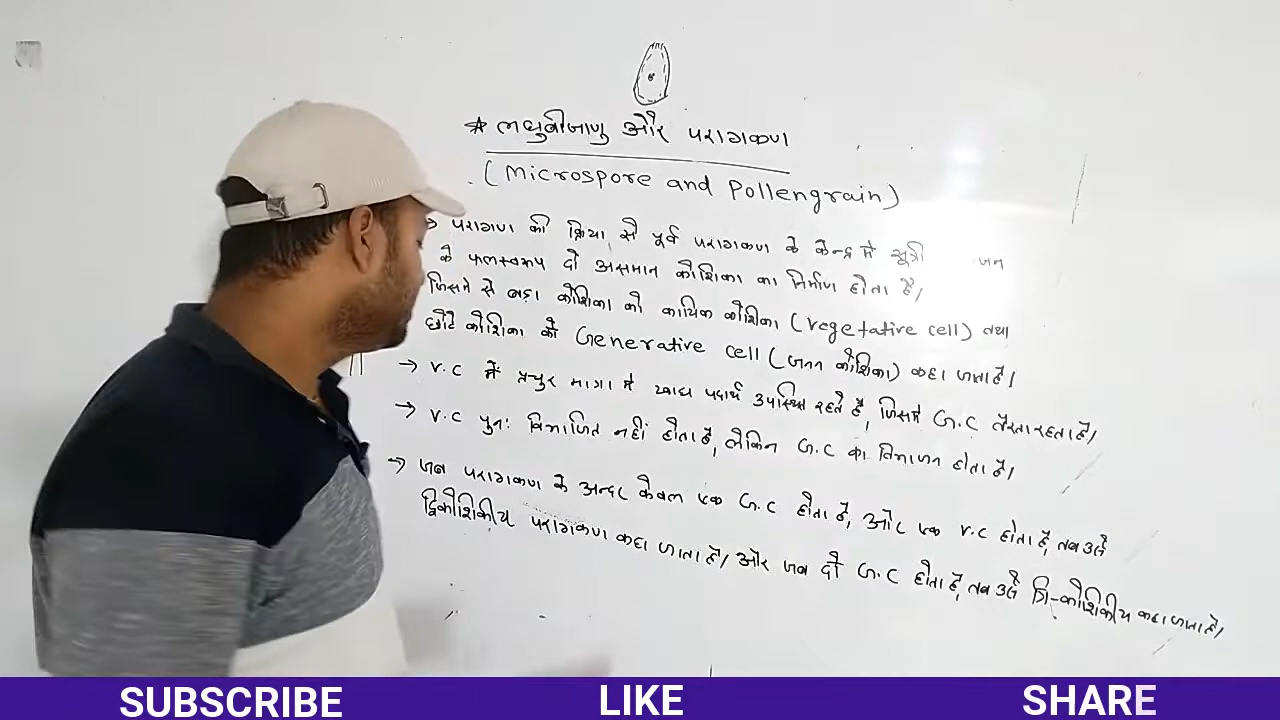 * लघुबीजाणु और परागकण
(Microspore and Pollengrain)
→ परागण की क्रिया से पूर्व परागकण के केन्द्र मे सूत्री जन
के फलस्वरूप दो असमान कोशिका का निर्माण होता है।
जिसमे से बड़ा कोशिका को कायिक कोशिका (vegetative cell) तथा
छोटे कोशिका को Generative cell (जनन कोशिका) कहा जाता है।
→ V.C में प्रचुर मात्रा मे खाद्य पदार्थ उपस्थित रहते है, जिसमे G.C तैरता रहता है।
→ V.C पुनः विभाजित नहीं होता है, लेकिन G.C का विभाजन होता है।
→ जब परागकण के अन्दर केवल एक G.C होता है, और एक V.C होता है, तब उसे
द्विकोशिकीय परागकण कहा जाता है। और जब दो G.C होता है, तब उसे त्रि-कोशिकीय कहा जाता है।
SUBSCRIBE LIKE SHARE